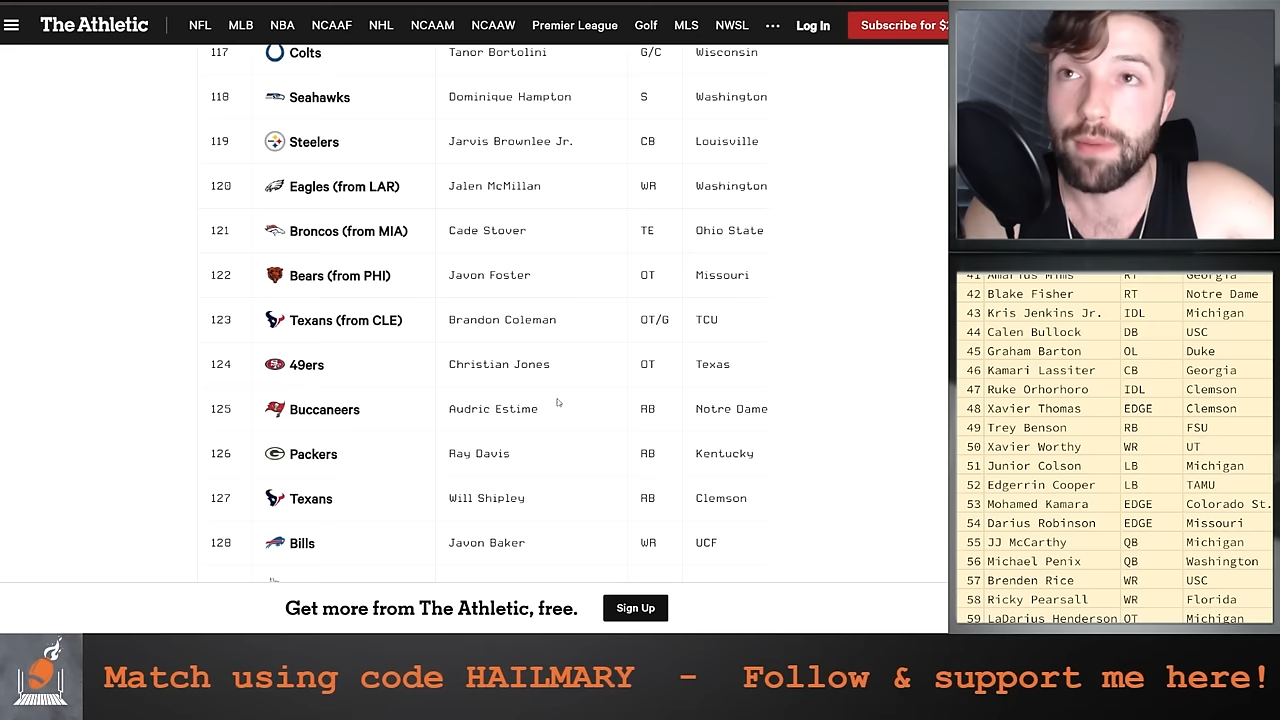 The Athletic
NFL MLB NBA NCAAF NHL NCAAM NCAAW Premier League Golf MLS NWSL ••• Log In Subscribe for $
117 Colts Tanor Bortolini G/C Wisconsin
118 Seahawks Dominique Hampton S Washington
119 Steelers Jarvis Brownlee Jr. CB Louisville
120 Eagles (from LAR) Jalen McMillan WR Washington
121 Broncos (from MIA) Cade Stover TE Ohio State
122 Bears (from PHI) Javon Foster OT Missouri
123 Texans (from CLE) Brandon Coleman OT/G TCU
124 49ers Christian Jones OT Texas
125 Buccaneers Audric Estime RB Notre Dame
126 Packers Ray Davis RB Kentucky
127 Texans Will Shipley RB Clemson
128 Bills Javon Baker WR UCF
Get more from The Athletic, free. Sign Up
41 Amarius Mims RT Georgia
42 Blake Fisher RT Notre Dame
43 Kris Jenkins Jr. IDL Michigan
44 Calen Bullock DB USC
45 Graham Barton OL Duke
46 Kamari Lassiter CB Georgia
47 Ruke Orhorhoro IDL Clemson
48 Xavier Thomas EDGE Clemson
49 Trey Benson RB FSU
50 Xavier Worthy WR UT
51 Junior Colson LB Michigan
52 Edgerrin Cooper LB TAMU
53 Mohamed Kamara EDGE Colorado St.
54 Darius Robinson EDGE Missouri
55 JJ McCarthy QB Michigan
56 Michael Penix QB Washington
57 Brenden Rice WR USC
58 Ricky Pearsall WR Florida
59 LaDarius Henderson OT Michigan
Match using code HAILMARY - Follow & support me here!